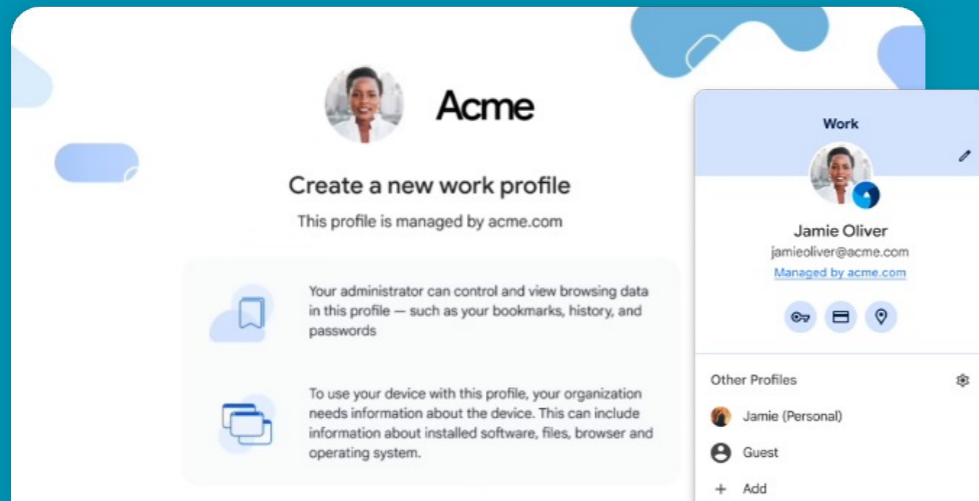 Acme
Create a new work profile
This profile is managed by acme.com
Your administrator can control and view browsing data
in this profile — such as your bookmarks, history, and
passwords
To use your device with this profile, your organization
needs information about the device. This can include
information about installed software, files, browser and
operating system.
Work
Jamie Oliver
jamieoliver@acme.com
Managed by acme.com
Other Profiles
Jamie (Personal)
Guest
+ Add